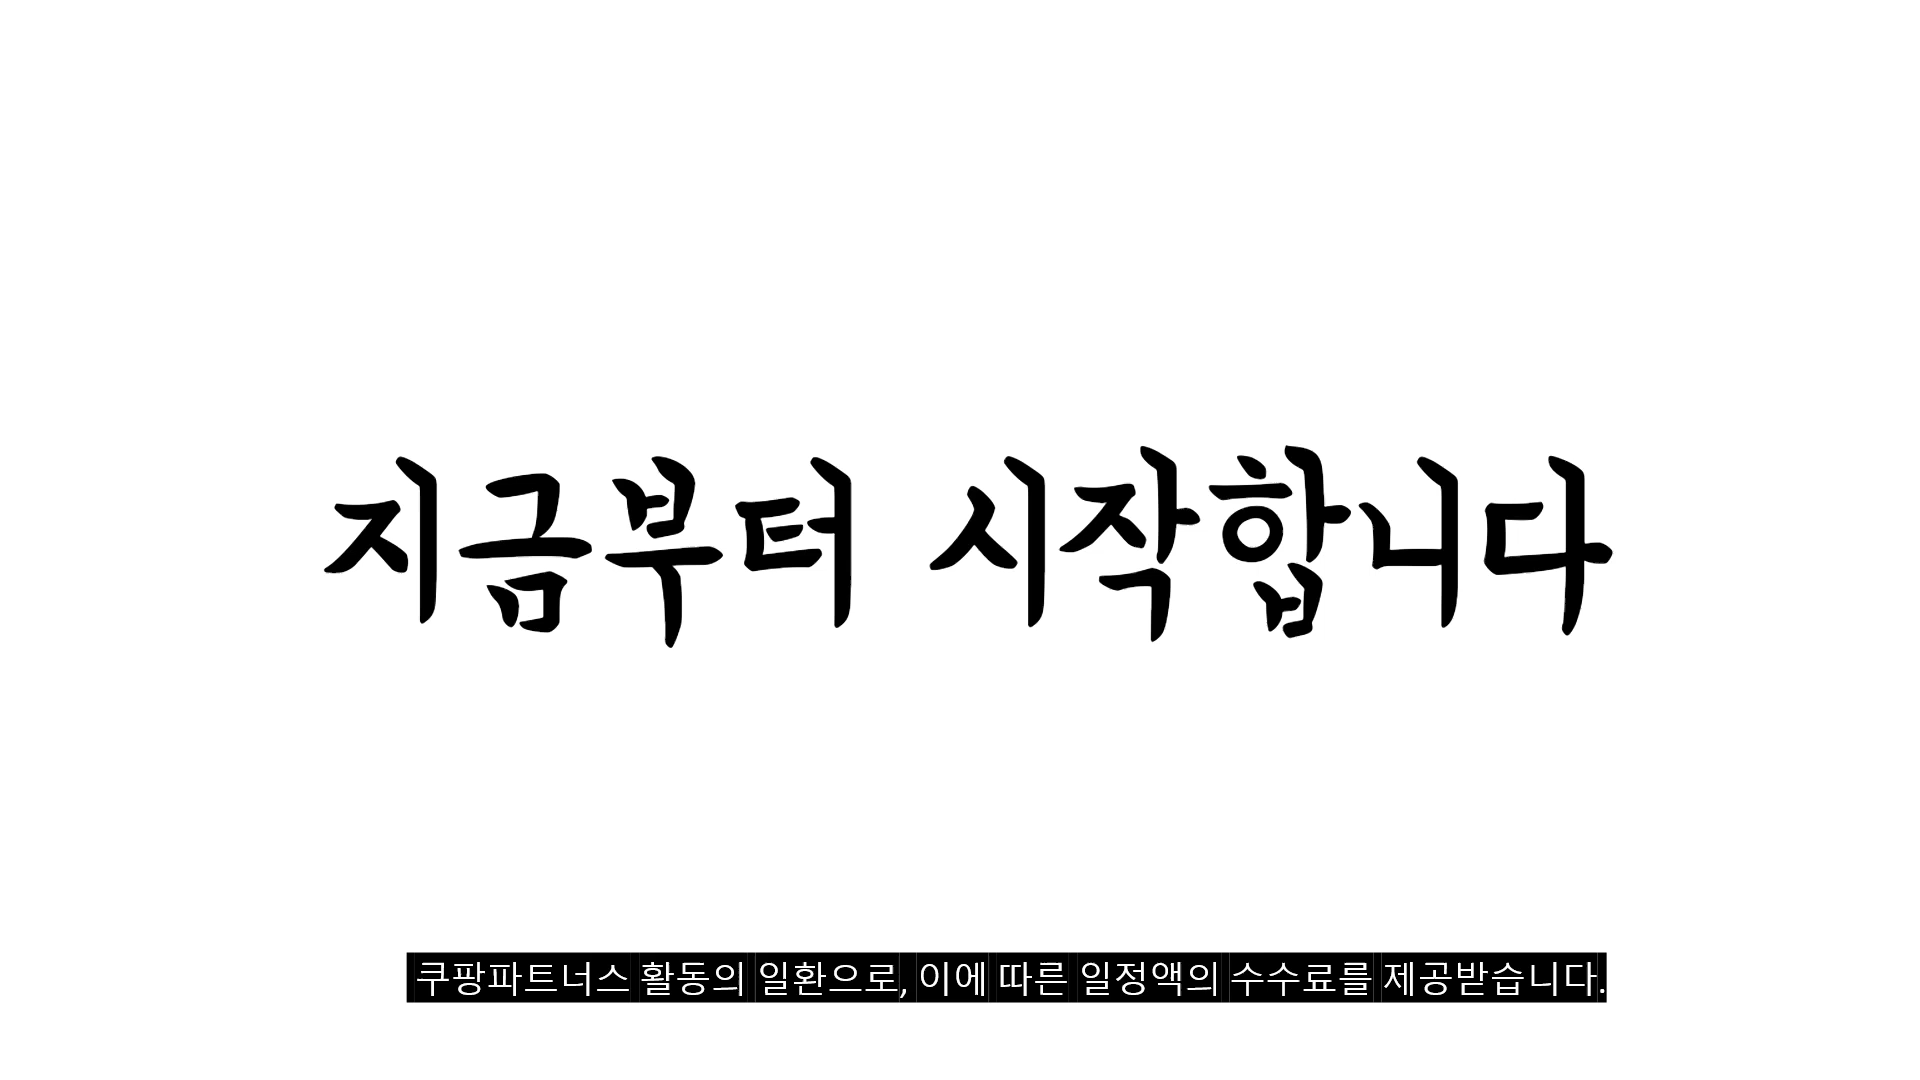 지금부터 시작합니다
쿠팡파트너스 활동의 일환으로, 이에 따른 일정액의 수수료를 제공받습니다.